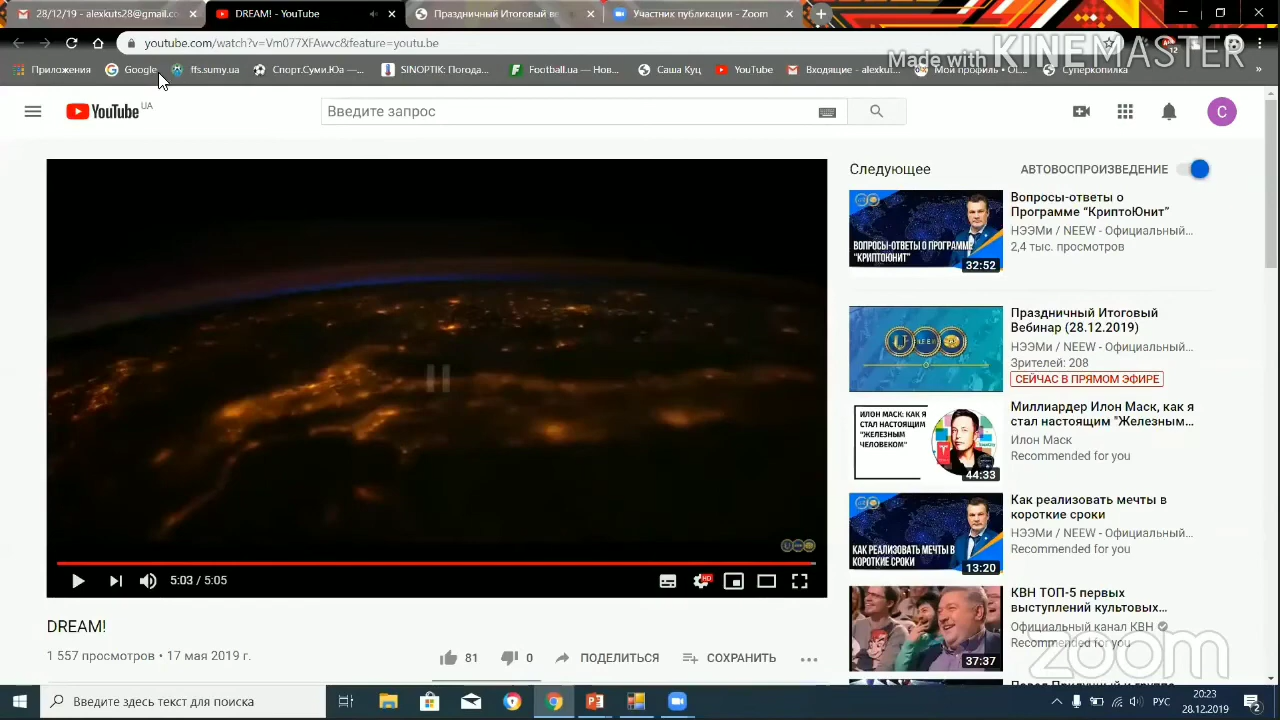 28/12/19 - alexkut
DREAM! - YouTube
Праздничный Итоговый ве
Участник публикации - Zoom
youtube.com/watch?v=Vm077XFAwvc&feature=youtu.be
Made with KINEMASTER
Приложения
Google
ffs.sumy.ua
Спорт.Суми.Юа —...
SHOPTIK: Погода...
Football.ua — Нов...
Саша Куц
YouTube
Входящие - alexkut...
Мой профиль • OL...
Суперкопилка
YouTube UA
Введите запрос
C
Следующее
АВТОВОСПРОИЗВЕДЕНИЕ
ВОПРОСЫ-ОТВЕТЫ О ПРОГРАММЕ
"КРИПТОЮНИТ"
32:52
Вопросы-ответы о
Программе “КриптоЮнит”
НЭЭМи / NEEW - Официальный...
2,4 тыс. просмотров
Праздничный Итоговый
Вебинар (28.12.2019)
НЭЭМи / NEEW - Официальный...
Зрителей: 208
СЕЙЧАС В ПРЯМОМ ЭФИРЕ
ИЛОН МАСК: КАК Я
СТАЛ НАСТОЯЩИМ
"ЖЕЛЕЗНЫМ
ЧЕЛОВЕКОМ"
44:33
Миллиардер Илон Маск, как я
стал настоящим "Железным...
Илон Маск
Recommended for you
КАК РЕАЛИЗОВАТЬ МЕЧТЫ В
КОРОТКИЕ СРОКИ
13:20
Как реализовать мечты в
короткие сроки
НЭЭМи / NEEW - Официальный...
Recommended for you
37:37
КВН ТОП-5 первых
выступлений культовых...
Официальный канал КВН
Recommended for you
5:03 / 5:05
HD
DREAM!
1 557 просмотров • 17 мая 2019 г.
81
0
ПОДЕЛИТЬСЯ
СОХРАНИТЬ
zoom
Введите здесь текст для поиска
РУС
20:23
28.12.2019
2